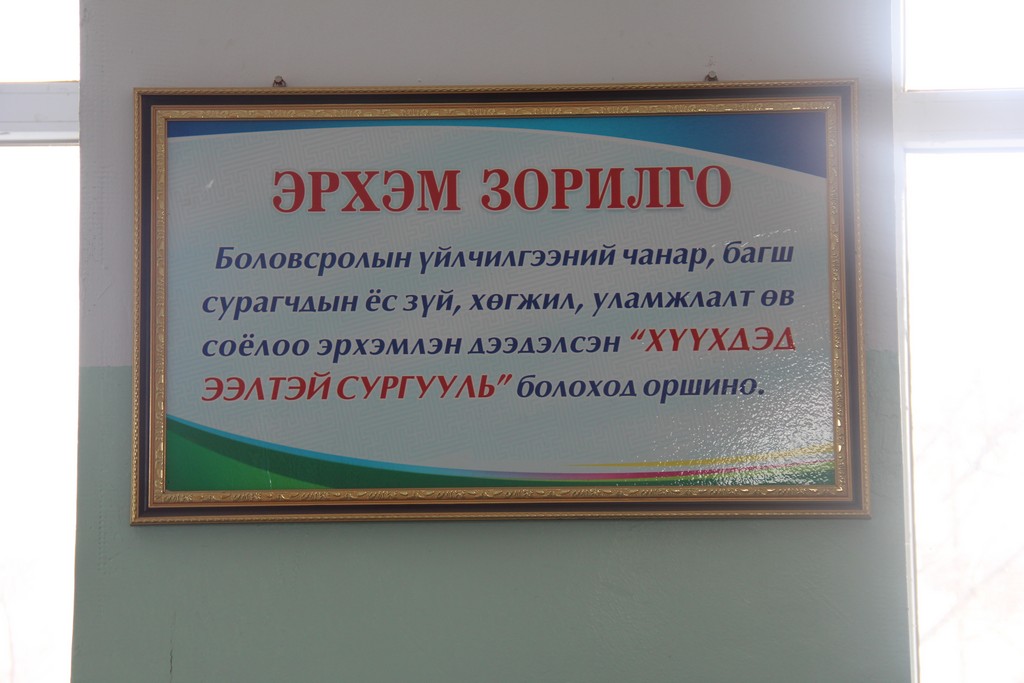 ЭРХЭМ ЗОРИЛГО
Боловсролын үйлчилгээний чанар, багш
сурагчдын ёс зүй, хөгжил, уламжлалт өв
соёлоо эрхэмлэн дээдэлсэн “ХҮҮХДЭД
ЭЭЛТЭЙ СУРГУУЛЬ” болоход оршино.